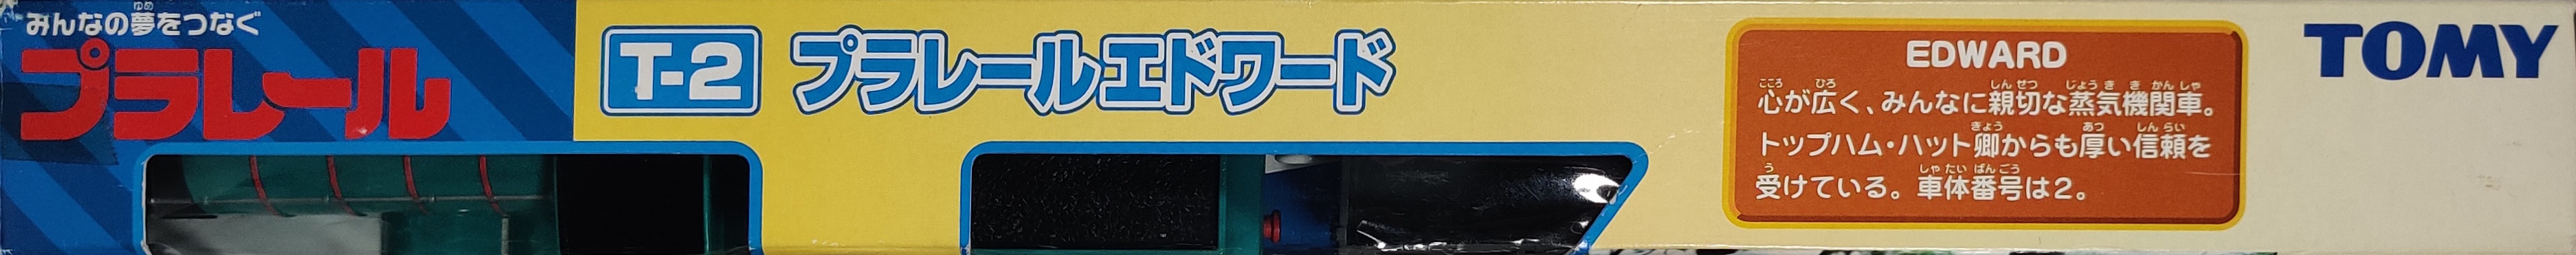 みんなの夢をつなぐ
プラレール
T-2 プラレールエドワード
EDWARD
心が広く、みんなに親切な蒸気機関車。
トップハム・ハット卿からも厚い信頼を
受けている。車体番号は2。
TOMY